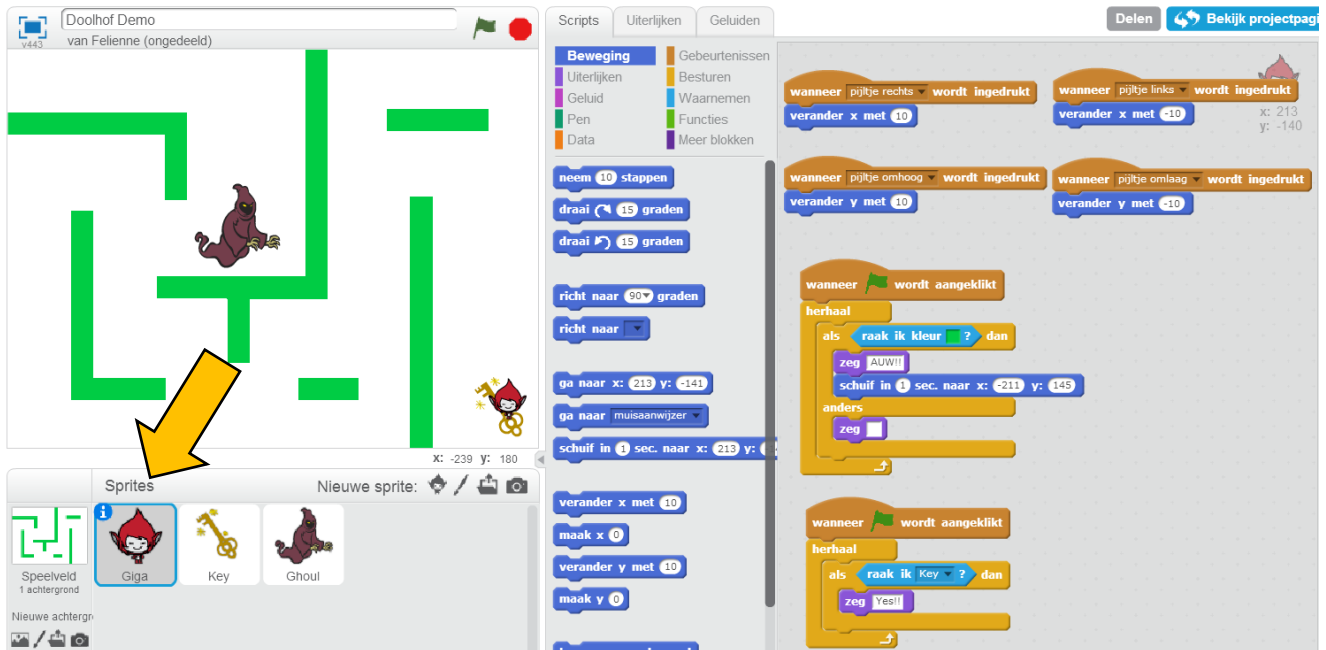 Doolhof Demo
van Felienne (ongedeeld)
v443
X: -239 y: 180
Sprites
Nieuwe sprite:
Speelveld
1 achtergrond
Nieuwe achtergr
Giga
Key
Ghoul
Scripts
Uiterlijken
Geluiden
Delen
Bekijk projectpagi
Beweging
Gebeurtenissen
Uiterlijken
Besturen
Geluid
Waarnemen
Pen
Functies
Data
Meer blokken
neem 10 stappen
draai 15 graden
draai 15 graden
richt naar 90 graden
richt naar
ga naar x: 213 y: -141
ga naar muisaanwijzer
schuif in 1 sec. naar x: 213 y:
verander x met 10
maak x 0
verander y met 10
maak y 0
wanneer pijltje rechts wordt ingedrukt
verander x met 10
wanneer pijltje links wordt ingedrukt
verander x met -10
x: 213
y: -140
wanneer pijltje omhoog wordt ingedrukt
verander y met 10
wanneer pijltje omlaag wordt ingedrukt
verander y met -10
wanneer wordt aangeklikt
herhaal
als raak ik kleur ? dan
zeg AUW!!
schuif in 1 sec. naar x: -211 y: 145
anders
zeg
wanneer wordt aangeklikt
herhaal
als raak ik Key ? dan
zeg Yes!!